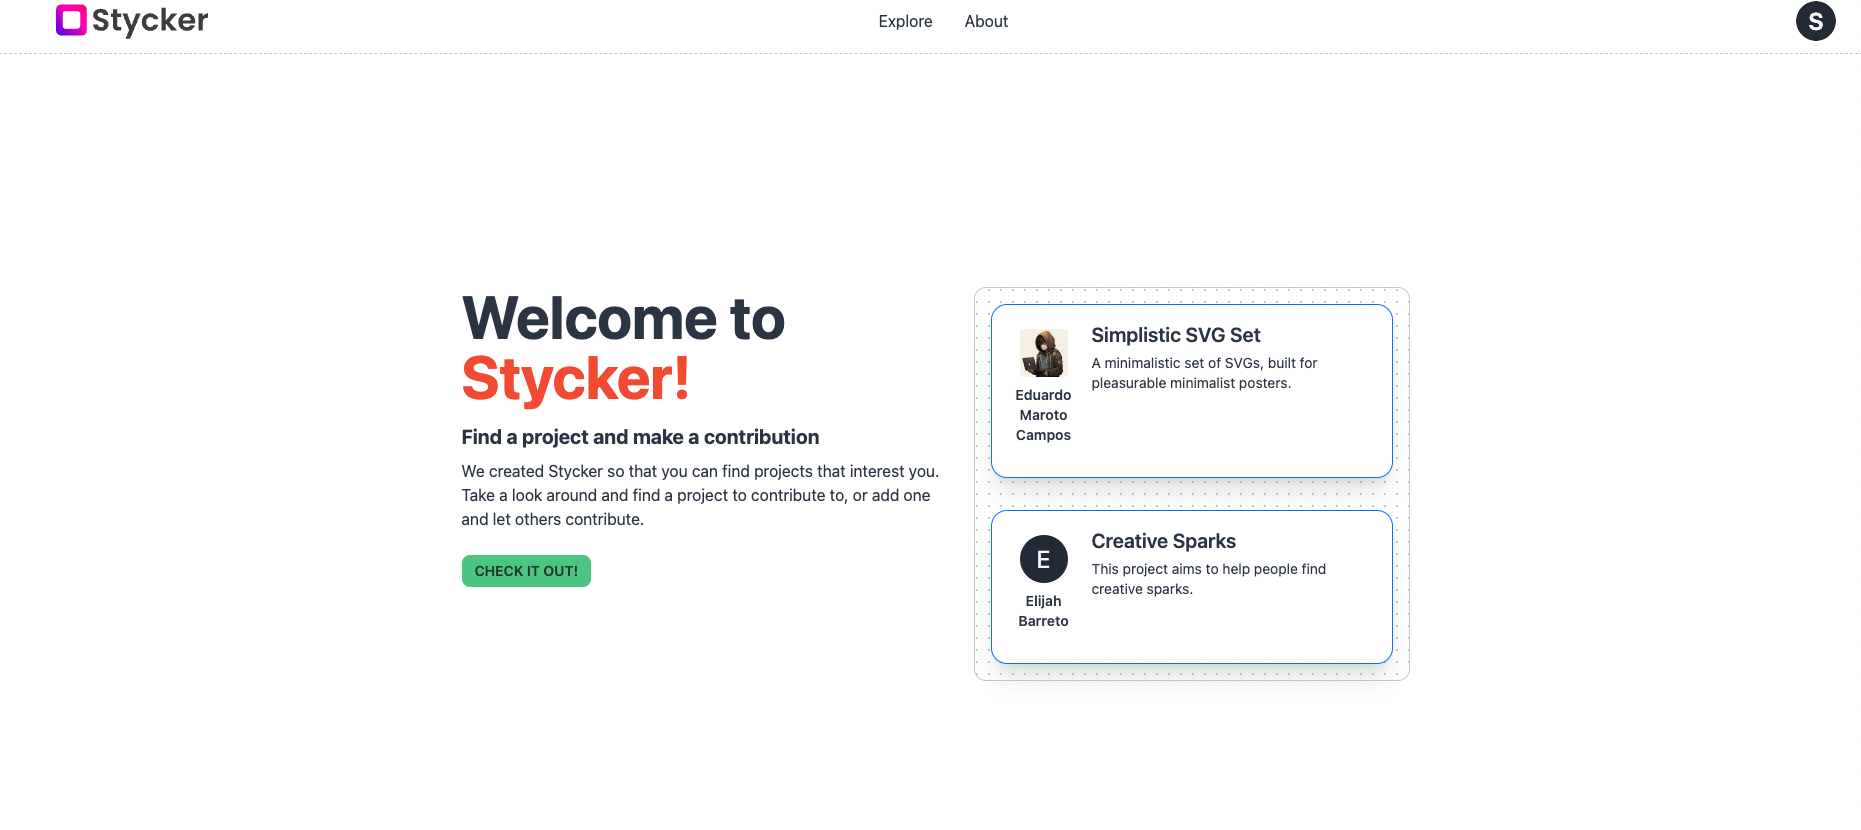 Stycker
Explore
About
S
Welcome to
Stycker!
Find a project and make a contribution
We created Stycker so that you can find projects that interest you.
Take a look around and find a project to contribute to, or add one
and let others contribute.
CHECK IT OUT!
Eduardo
Maroto
Campos
Simplistic SVG Set
A minimalistic set of SVGs, built for
pleasurable minimalist posters.
E
Elijah
Barreto
Creative Sparks
This project aims to help people find
creative sparks.